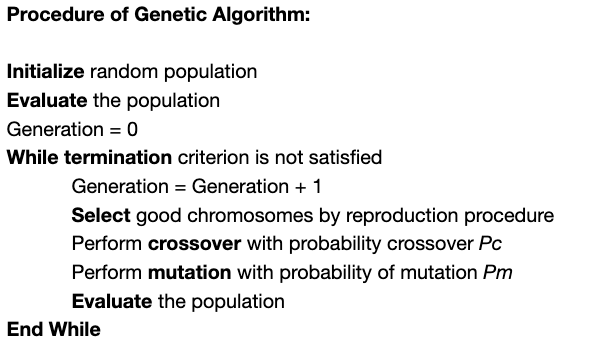 Procedure of Genetic Algorithm:
Initialize random population
Evaluate the population
Generation = 0
While termination criterion is not satisfied
Generation = Generation + 1
Select good chromosomes by reproduction procedure
Perform crossover with probability crossover Pc
Perform mutation with probability of mutation Pm
Evaluate the population
End While